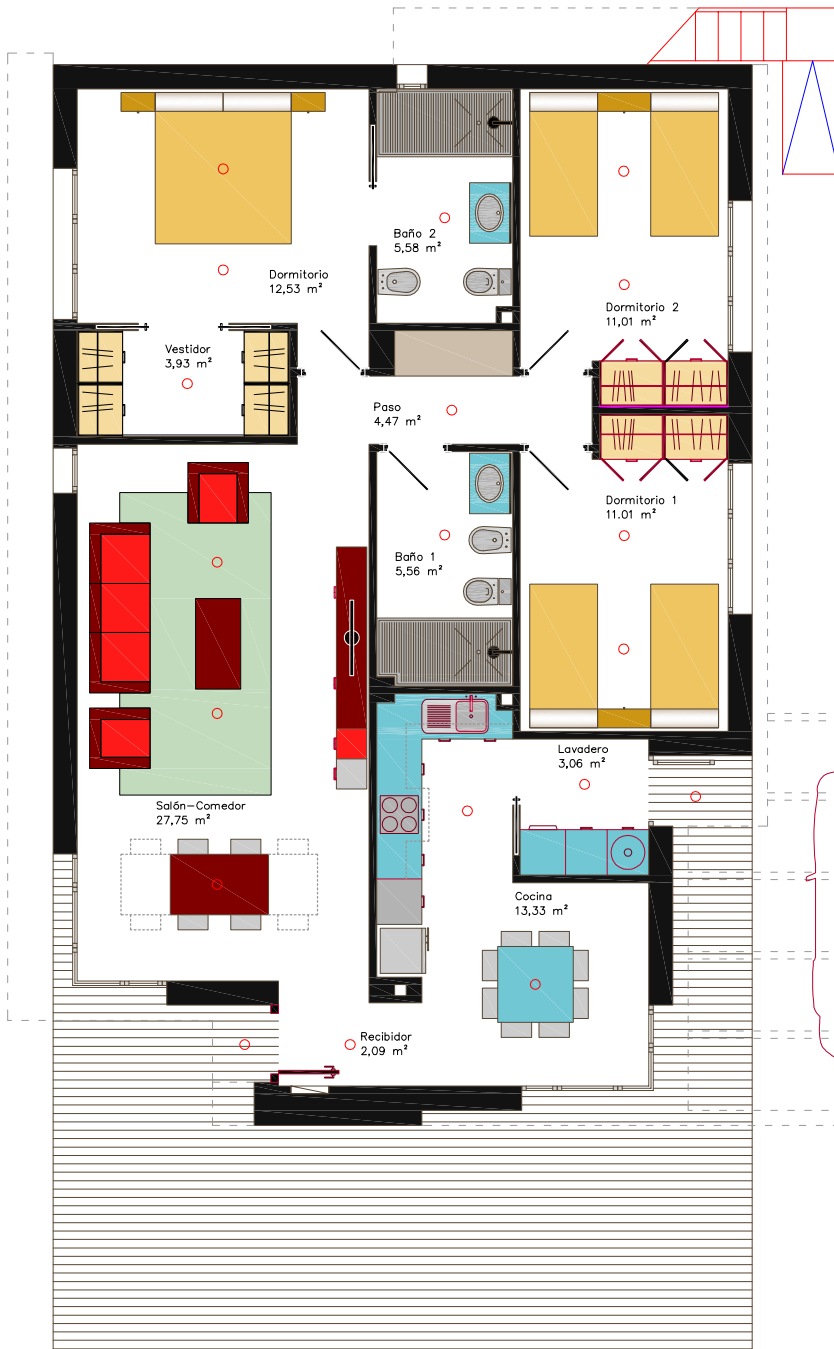 Baño 2
5,58 m²
Dormitorio
12,53 m²
Dormitorio 2
11,01 m²
Vestidor
3,93 m²
Paso
4,47 m²
Dormitorio 1
11.01 m²
Baño 1
5,56 m²
Lavadero
3,06 m²
Salón-Comedor
27,75 m²
Cocina
13,33 m²
Recibidor
2,09 m²